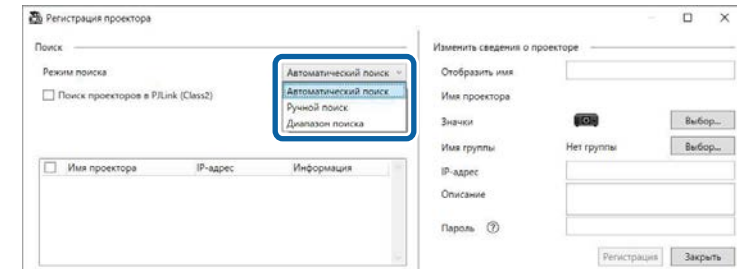 Регистрация проектора
Поиск
Режим поиска
Автоматический поиск
Автоматический поиск
Ручной поиск
Диапазон поиска
Поиск проекторов в PJLink (Class2)
Имя проектора IP-адрес Информация
Изменить сведения о проекторе
Отобразить имя
Имя проектора
Значки Выбор...
Имя группы Нет группы Выбор...
IP-адрес
Описание
Пароль ?
Регистрация Закрыть